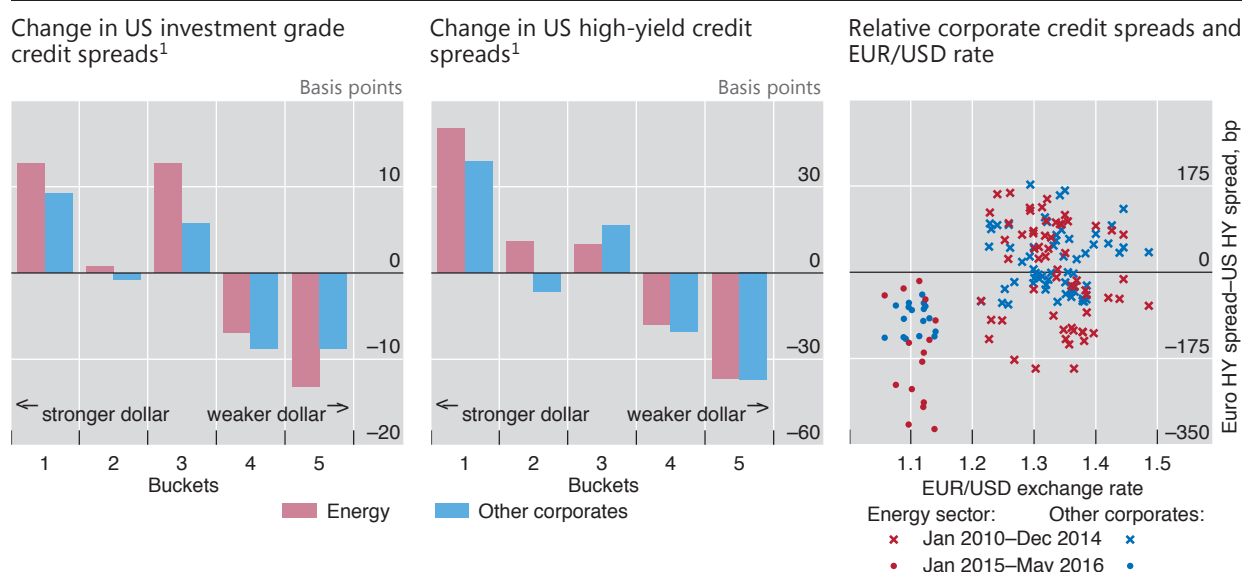 Change in US investment grade
credit spreads1
Basis points
10
0
–10
–20
stronger dollar
weaker dollar
1 2 3 4 5
Buckets
Change in US high-yield credit
spreads1
Basis points
30
0
–30
–60
stronger dollar
weaker dollar
1 2 3 4 5
Buckets
Energy
Other corporates
Relative corporate credit spreads and
EUR/USD rate
175
0
–175
–350
Euro HY spread–US HY spread, bp
1.1 1.2 1.3 1.4 1.5
EUR/USD exchange rate
Energy sector: Other corporates:
Jan 2010–Dec 2014
Jan 2015–May 2016